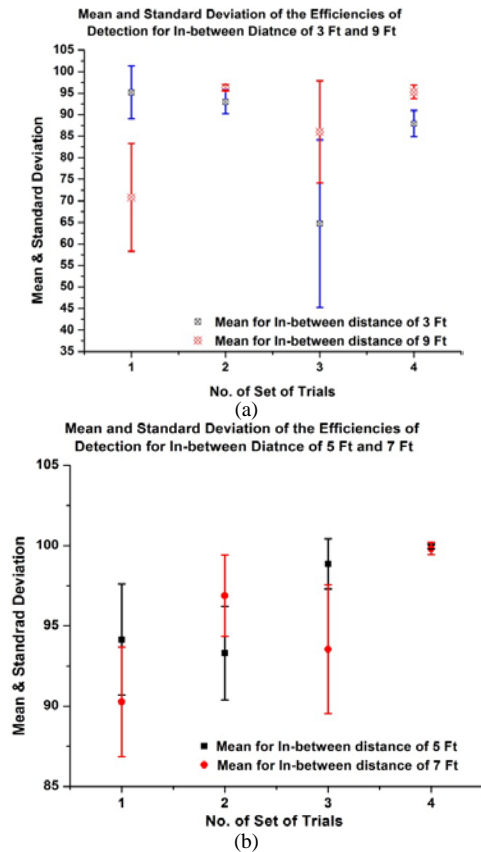 Mean and Standard Deviation of the Efficiencies of
Detection for In-between Diatnce of 3 Ft and 9 Ft
105
100
95
90
85
80
75
70
65
60
55
50
45
40
35
Mean & Standard Deviation
Mean for In-between distance of 3 Ft
Mean for In-between distance of 9 Ft
1 2 3 4
No. of Set of Trials
(a)
Mean and Standard Deviation of the Efficiencies of
Detection for In-between Diatnce of 5 Ft and 7 Ft
105
100
95
90
85
Mean & Standrad Deviation
Mean for In-between distance of 5 Ft
Mean for In-between distance of 7 Ft
1 2 3 4
No. of Set of Trials
(b)